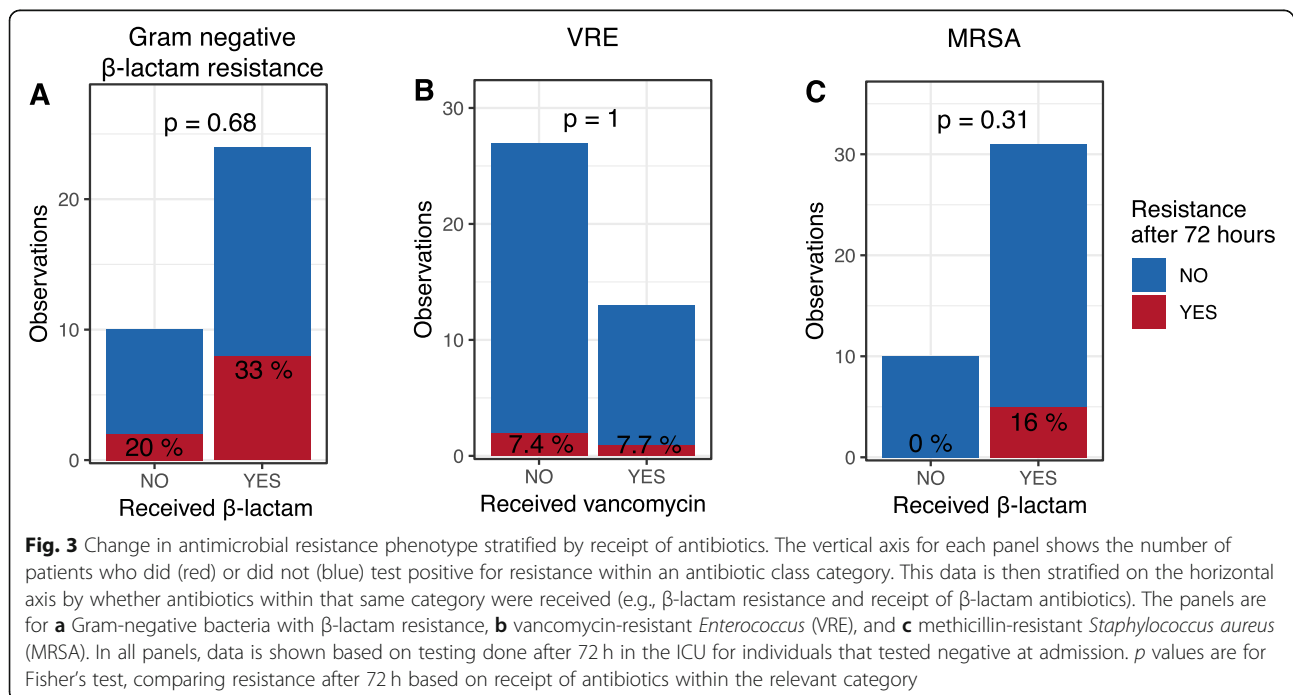 Gram negative
β-lactam resistance
A
p = 0.68
20
10
0
Observations
20 %
33 %
NO
YES
Received β-lactam
VRE
B
p = 1
30
20
10
0
Observations
7.4 %
7.7 %
NO
YES
Received vancomycin
MRSA
C
p = 0.31
30
20
10
0
Observations
0 %
16 %
NO
YES
Received β-lactam
Resistance
after 72 hours
NO
YES
Fig. 3 Change in antimicrobial resistance phenotype stratified by receipt of antibiotics. The vertical axis for each panel shows the number of
patients who did (red) or did not (blue) test positive for resistance within an antibiotic class category. This data is then stratified on the horizontal
axis by whether antibiotics within that same category were received (e.g., β-lactam resistance and receipt of β-lactam antibiotics). The panels are
for a Gram-negative bacteria with β-lactam resistance, b vancomycin-resistant Enterococcus (VRE), and c methicillin-resistant Staphylococcus aureus
(MRSA). In all panels, data is shown based on testing done after 72 h in the ICU for individuals that tested negative at admission. p values are for
Fisher's test, comparing resistance after 72 h based on receipt of antibiotics within the relevant category